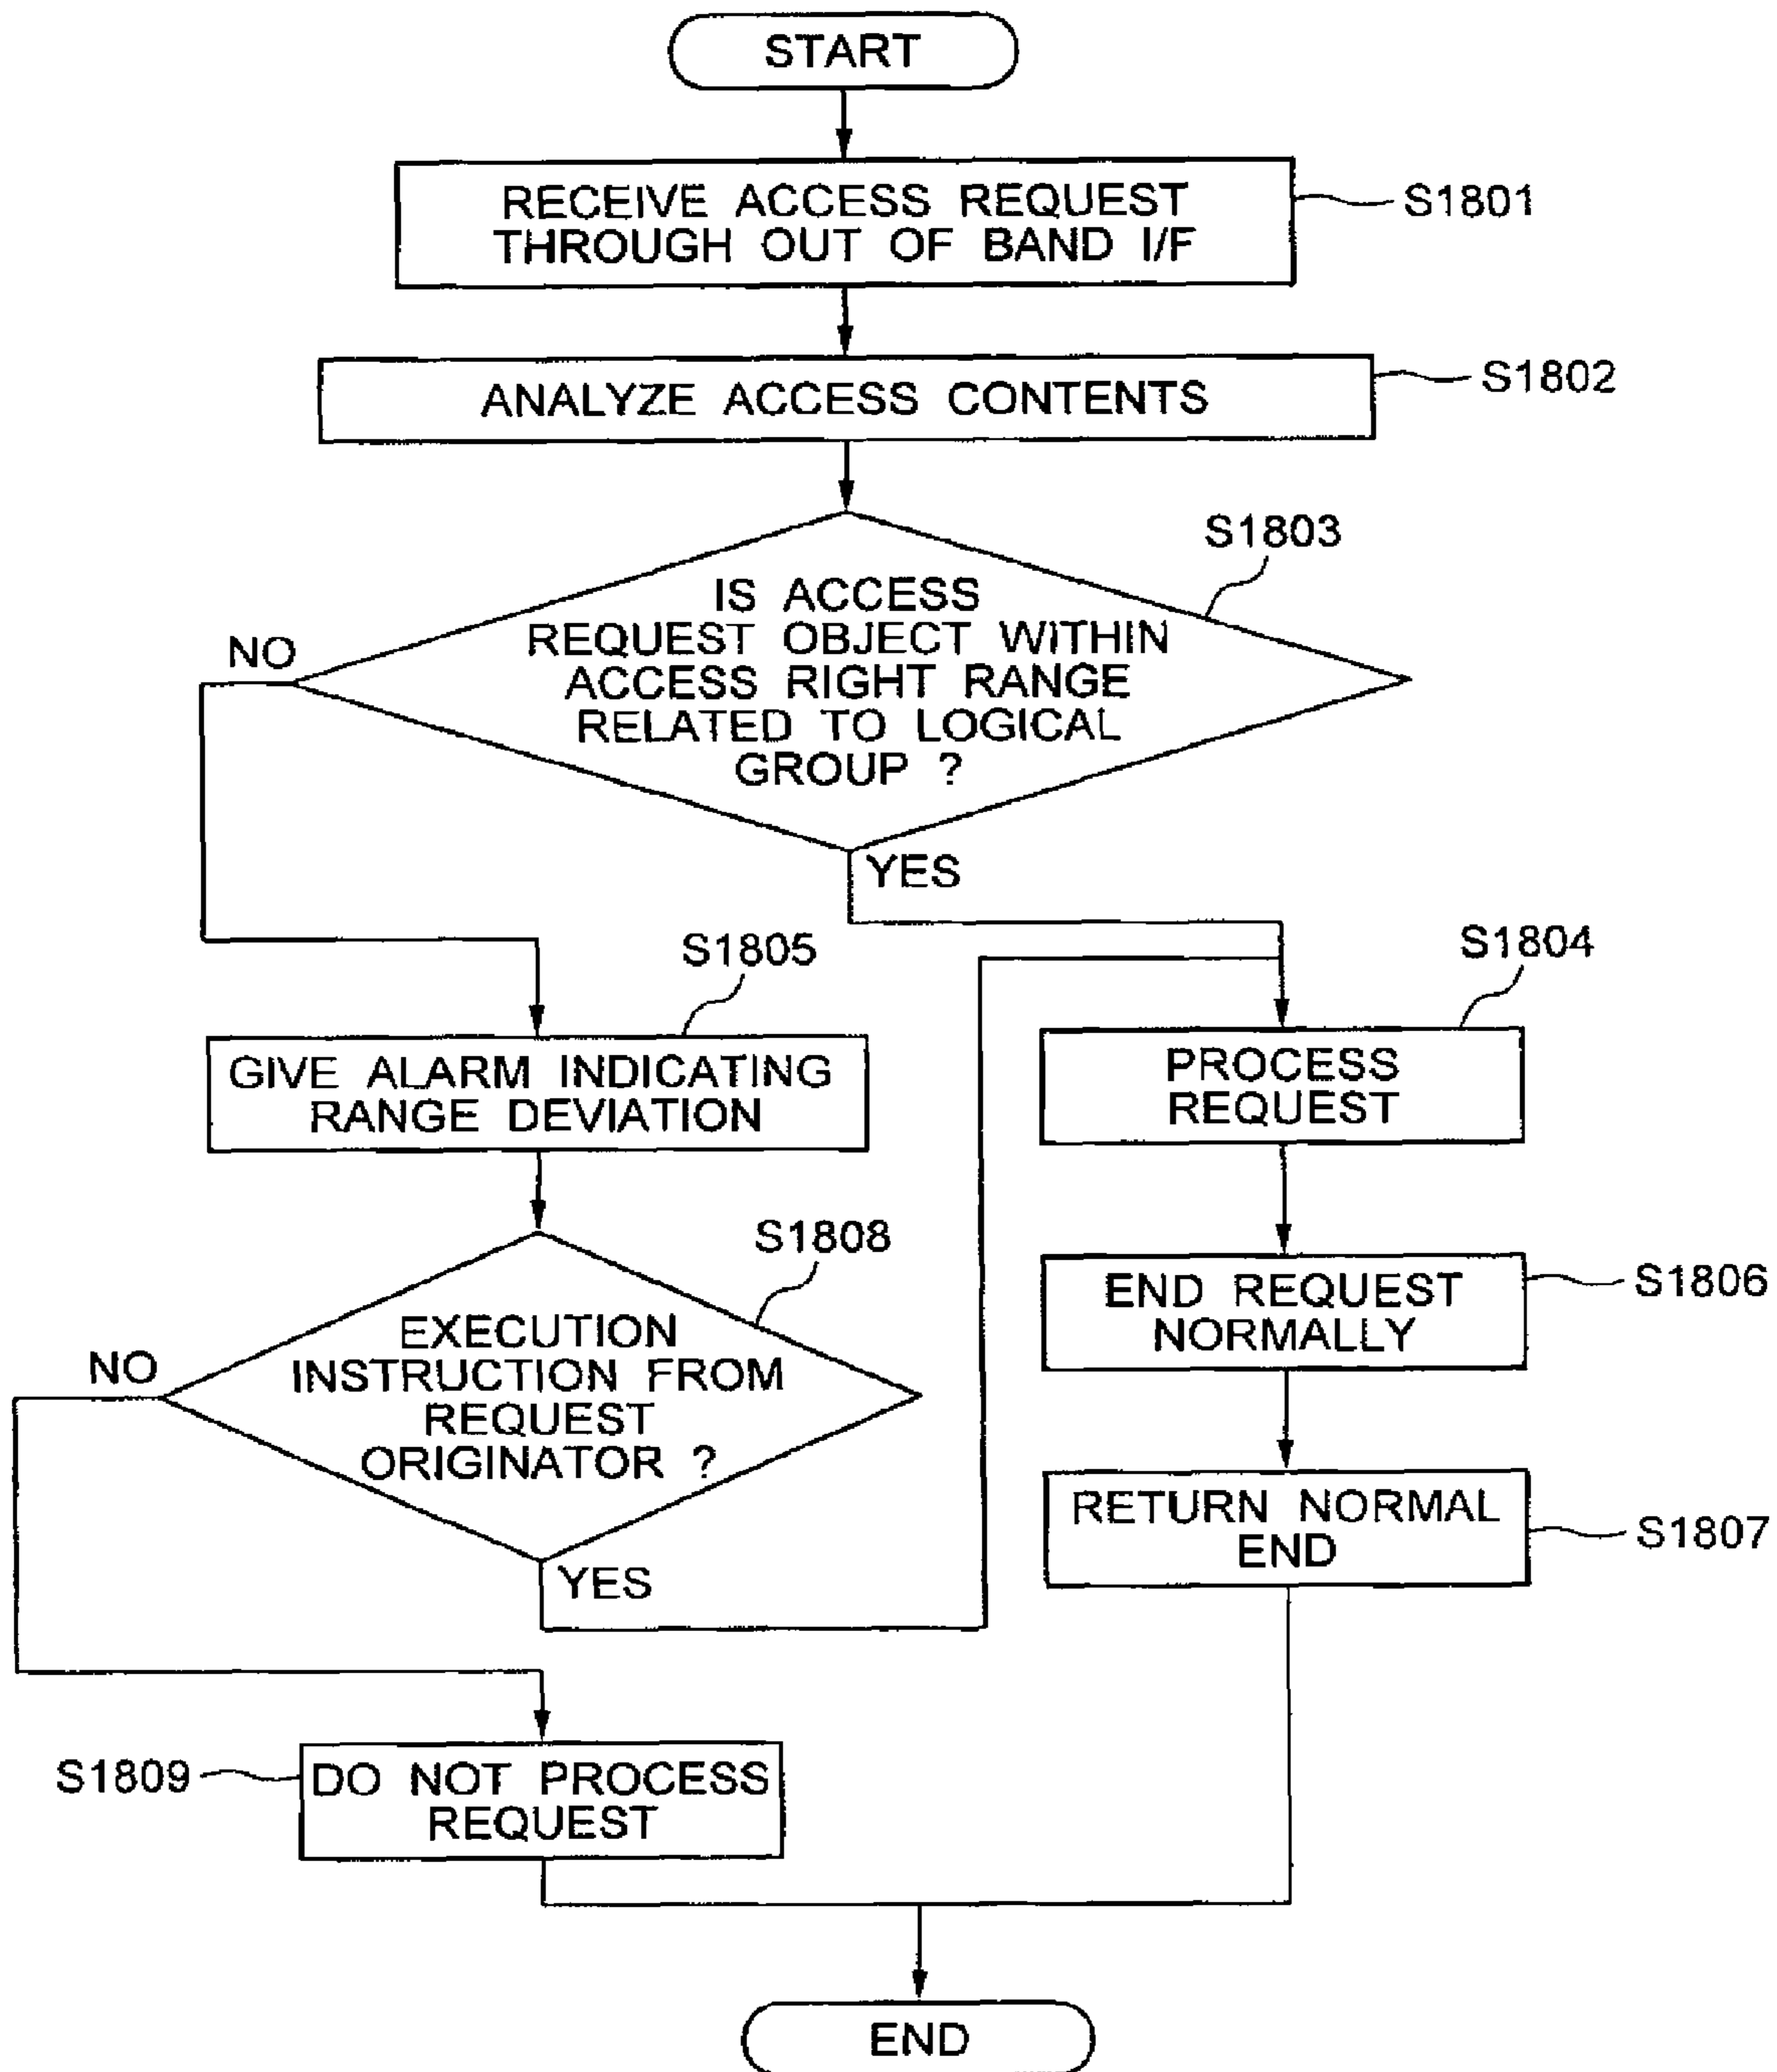 START
RECEIVE ACCESS REQUEST
THROUGH OUT OF BAND I/F
S1801
ANALYZE ACCESS CONTENTS
S1802
S1803
IS ACCESS
REQUEST OBJECT WITHIN
ACCESS RIGHT RANGE
RELATED TO LOGICAL
GROUP ?
NO
YES
S1805
GIVE ALARM INDICATING
RANGE DEVIATION
S1804
PROCESS
REQUEST
S1808
EXECUTION
INSTRUCTION FROM
REQUEST
ORIGINATOR ?
NO
YES
END REQUEST
NORMALLY
S1806
RETURN NORMAL
END
S1807
S1809
DO NOT PROCESS
REQUEST
END